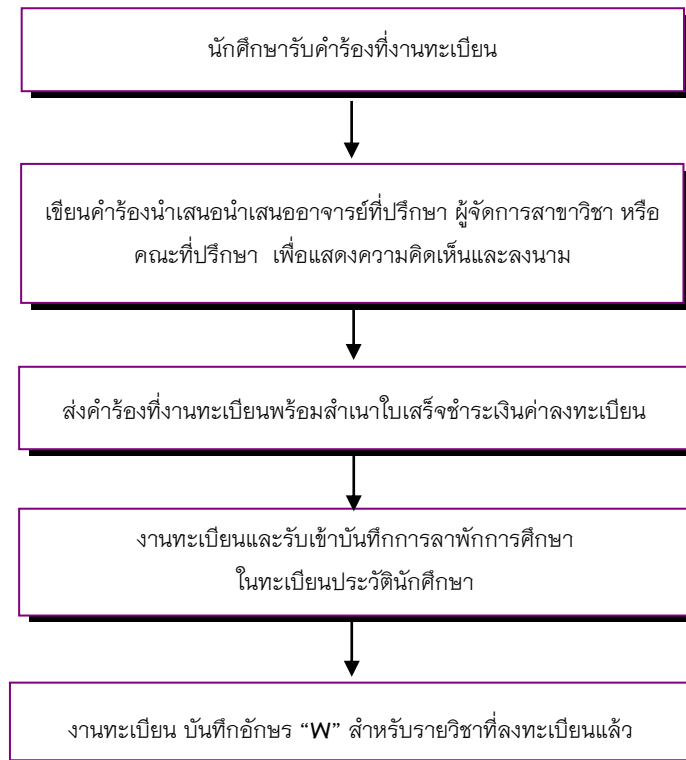 นักศึกษารับคำร้องที่งานทะเบียน
เขียนคำร้องนำเสนอนำเสนออาจารย์ที่ปรึกษา ผู้จัดการสาขาวิชา หรือ
คณะที่ปรึกษา เพื่อแสดงความคิดเห็นและลงนาม
ส่งคำร้องที่งานทะเบียนพร้อมสำเนาใบเสร็จชำระเงินค่าลงทะเบียน
งานทะเบียนและรับเข้าบันทึกการลาพักการศึกษา
ในทะเบียนประวัตินักศึกษา
งานทะเบียน บันทึกอักษร “W” สำหรับรายวิชาที่ลงทะเบียนแล้ว